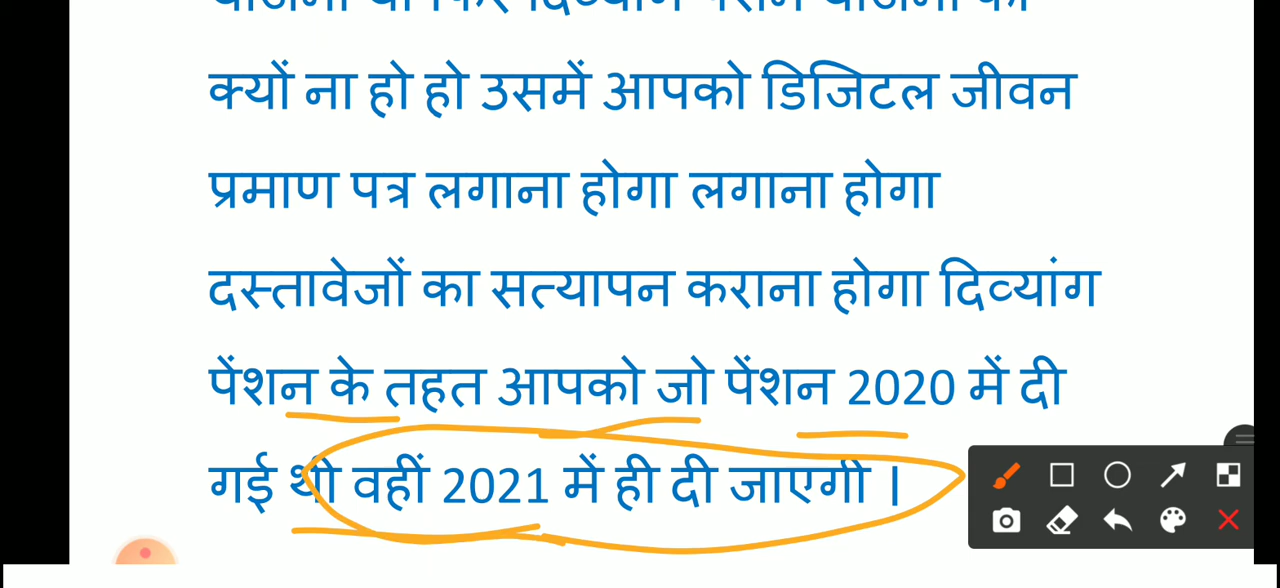 क्यों ना हो हो उसमें आपको डिजिटल जीवन
प्रमाण पत्र लगाना होगा लगाना होगा
दस्तावेजों का सत्यापन कराना होगा दिव्यांग
पेंशन के तहत आपको जो पेंशन 2020 में दी
गई थी वहीं 2021 में ही दी जाएगी ।